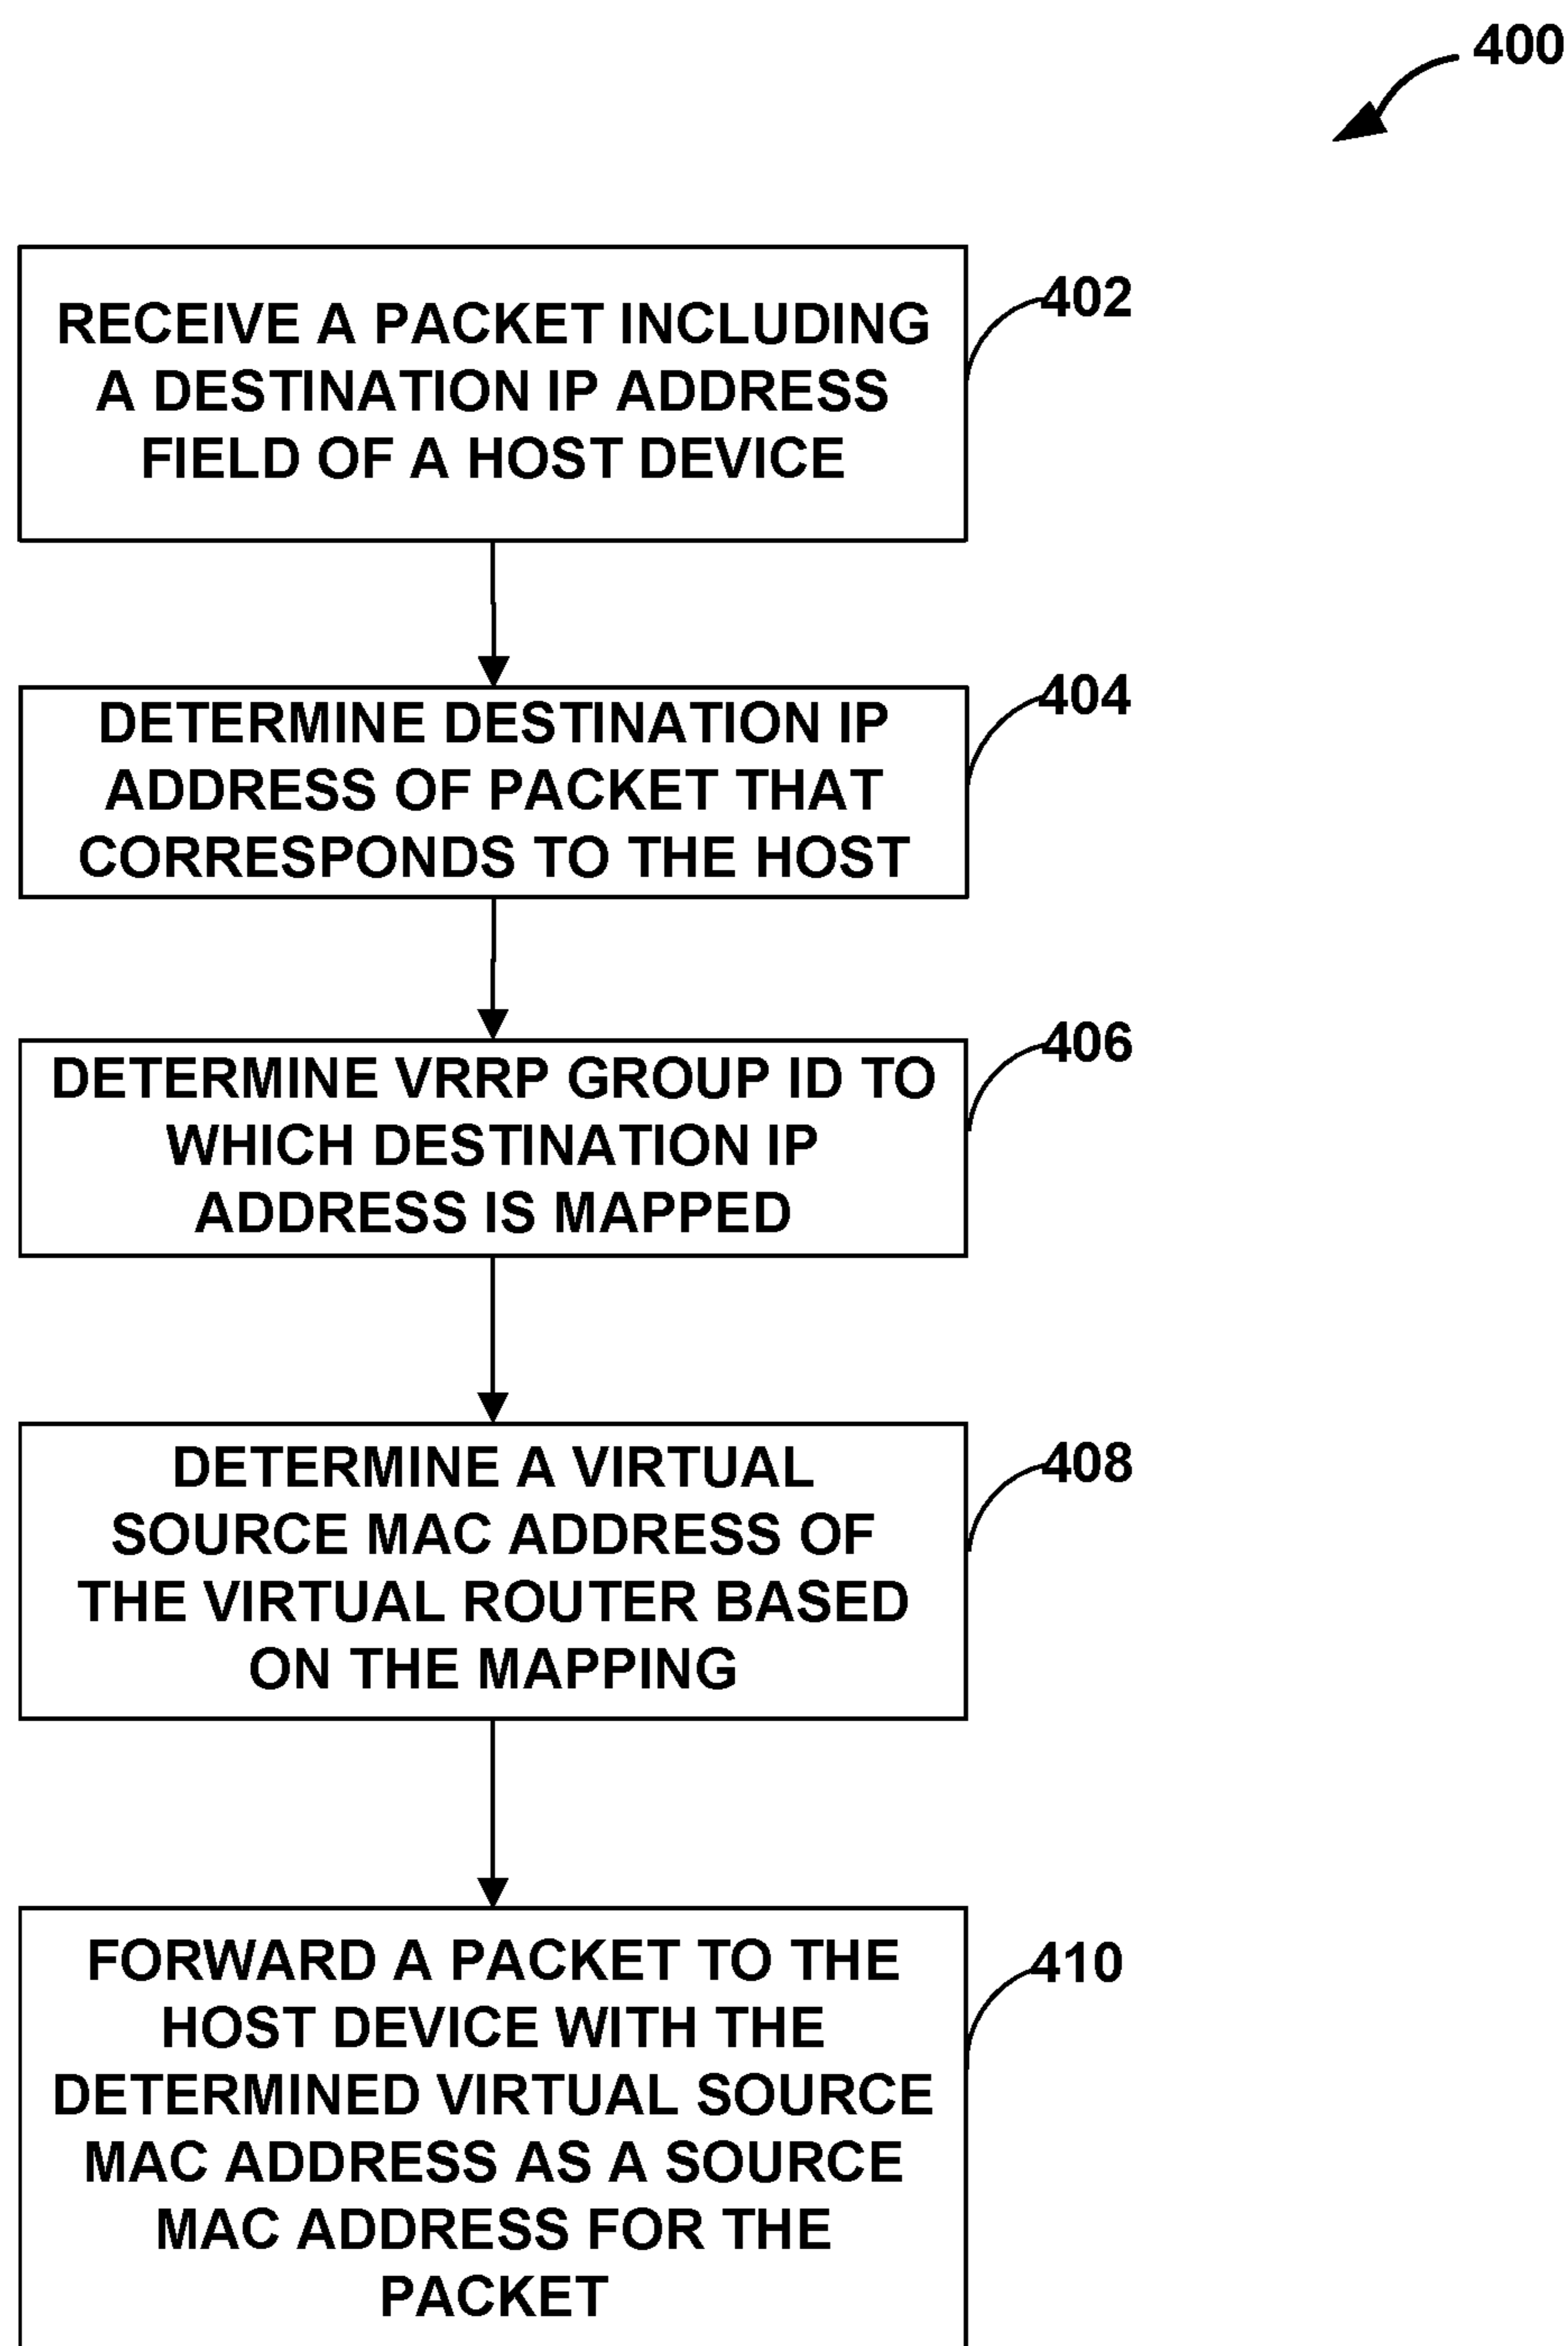 400
RECEIVE A PACKET INCLUDING
A DESTINATION IP ADDRESS
FIELD OF A HOST DEVICE
402
DETERMINE DESTINATION IP
ADDRESS OF PACKET THAT
CORRESPONDS TO THE HOST
404
DETERMINE VRRP GROUP ID TO
WHICH DESTINATION IP
ADDRESS IS MAPPED
406
DETERMINE A VIRTUAL
SOURCE MAC ADDRESS OF
THE VIRTUAL ROUTER BASED
ON THE MAPPING
408
FORWARD A PACKET TO THE
HOST DEVICE WITH THE
DETERMINED VIRTUAL SOURCE
MAC ADDRESS AS A SOURCE
MAC ADDRESS FOR THE
PACKET
410